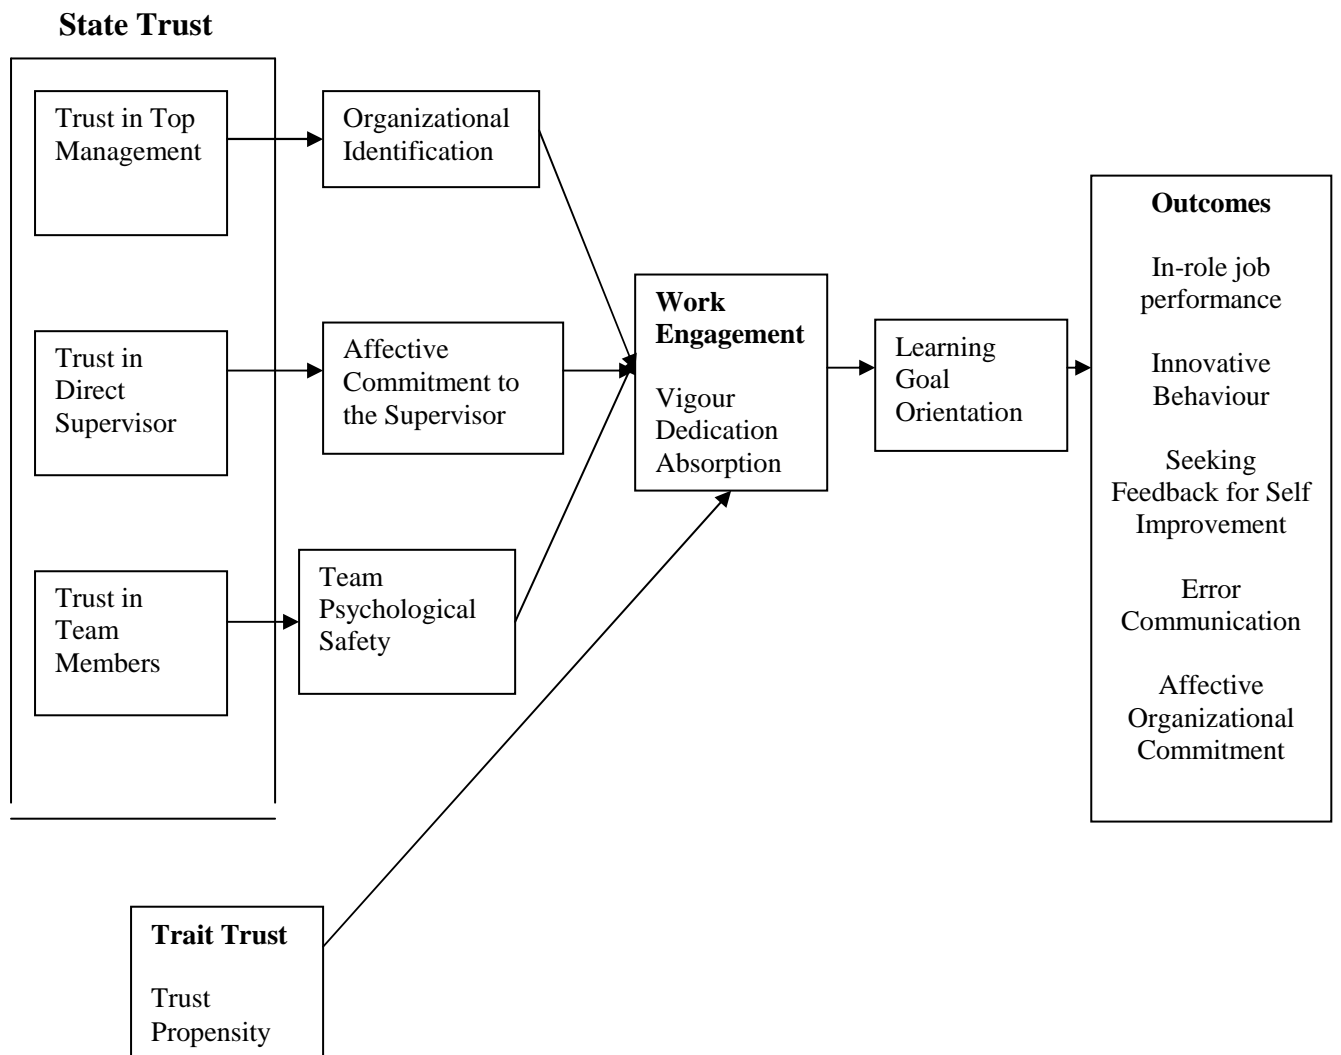 State Trust
Trust in Top
Management
Organizational
Identification
Trust in
Direct
Supervisor
Affective
Commitment to
the Supervisor
Trust in
Team
Members
Team
Psychological
Safety
Work
Engagement
Vigour
Dedication
Absorption
Learning
Goal
Orientation
Outcomes
In-role job
performance
Innovative
Behaviour
Seeking
Feedback for Self
Improvement
Error
Communication
Affective
Organizational
Commitment
Trait Trust
Trust
Propensity